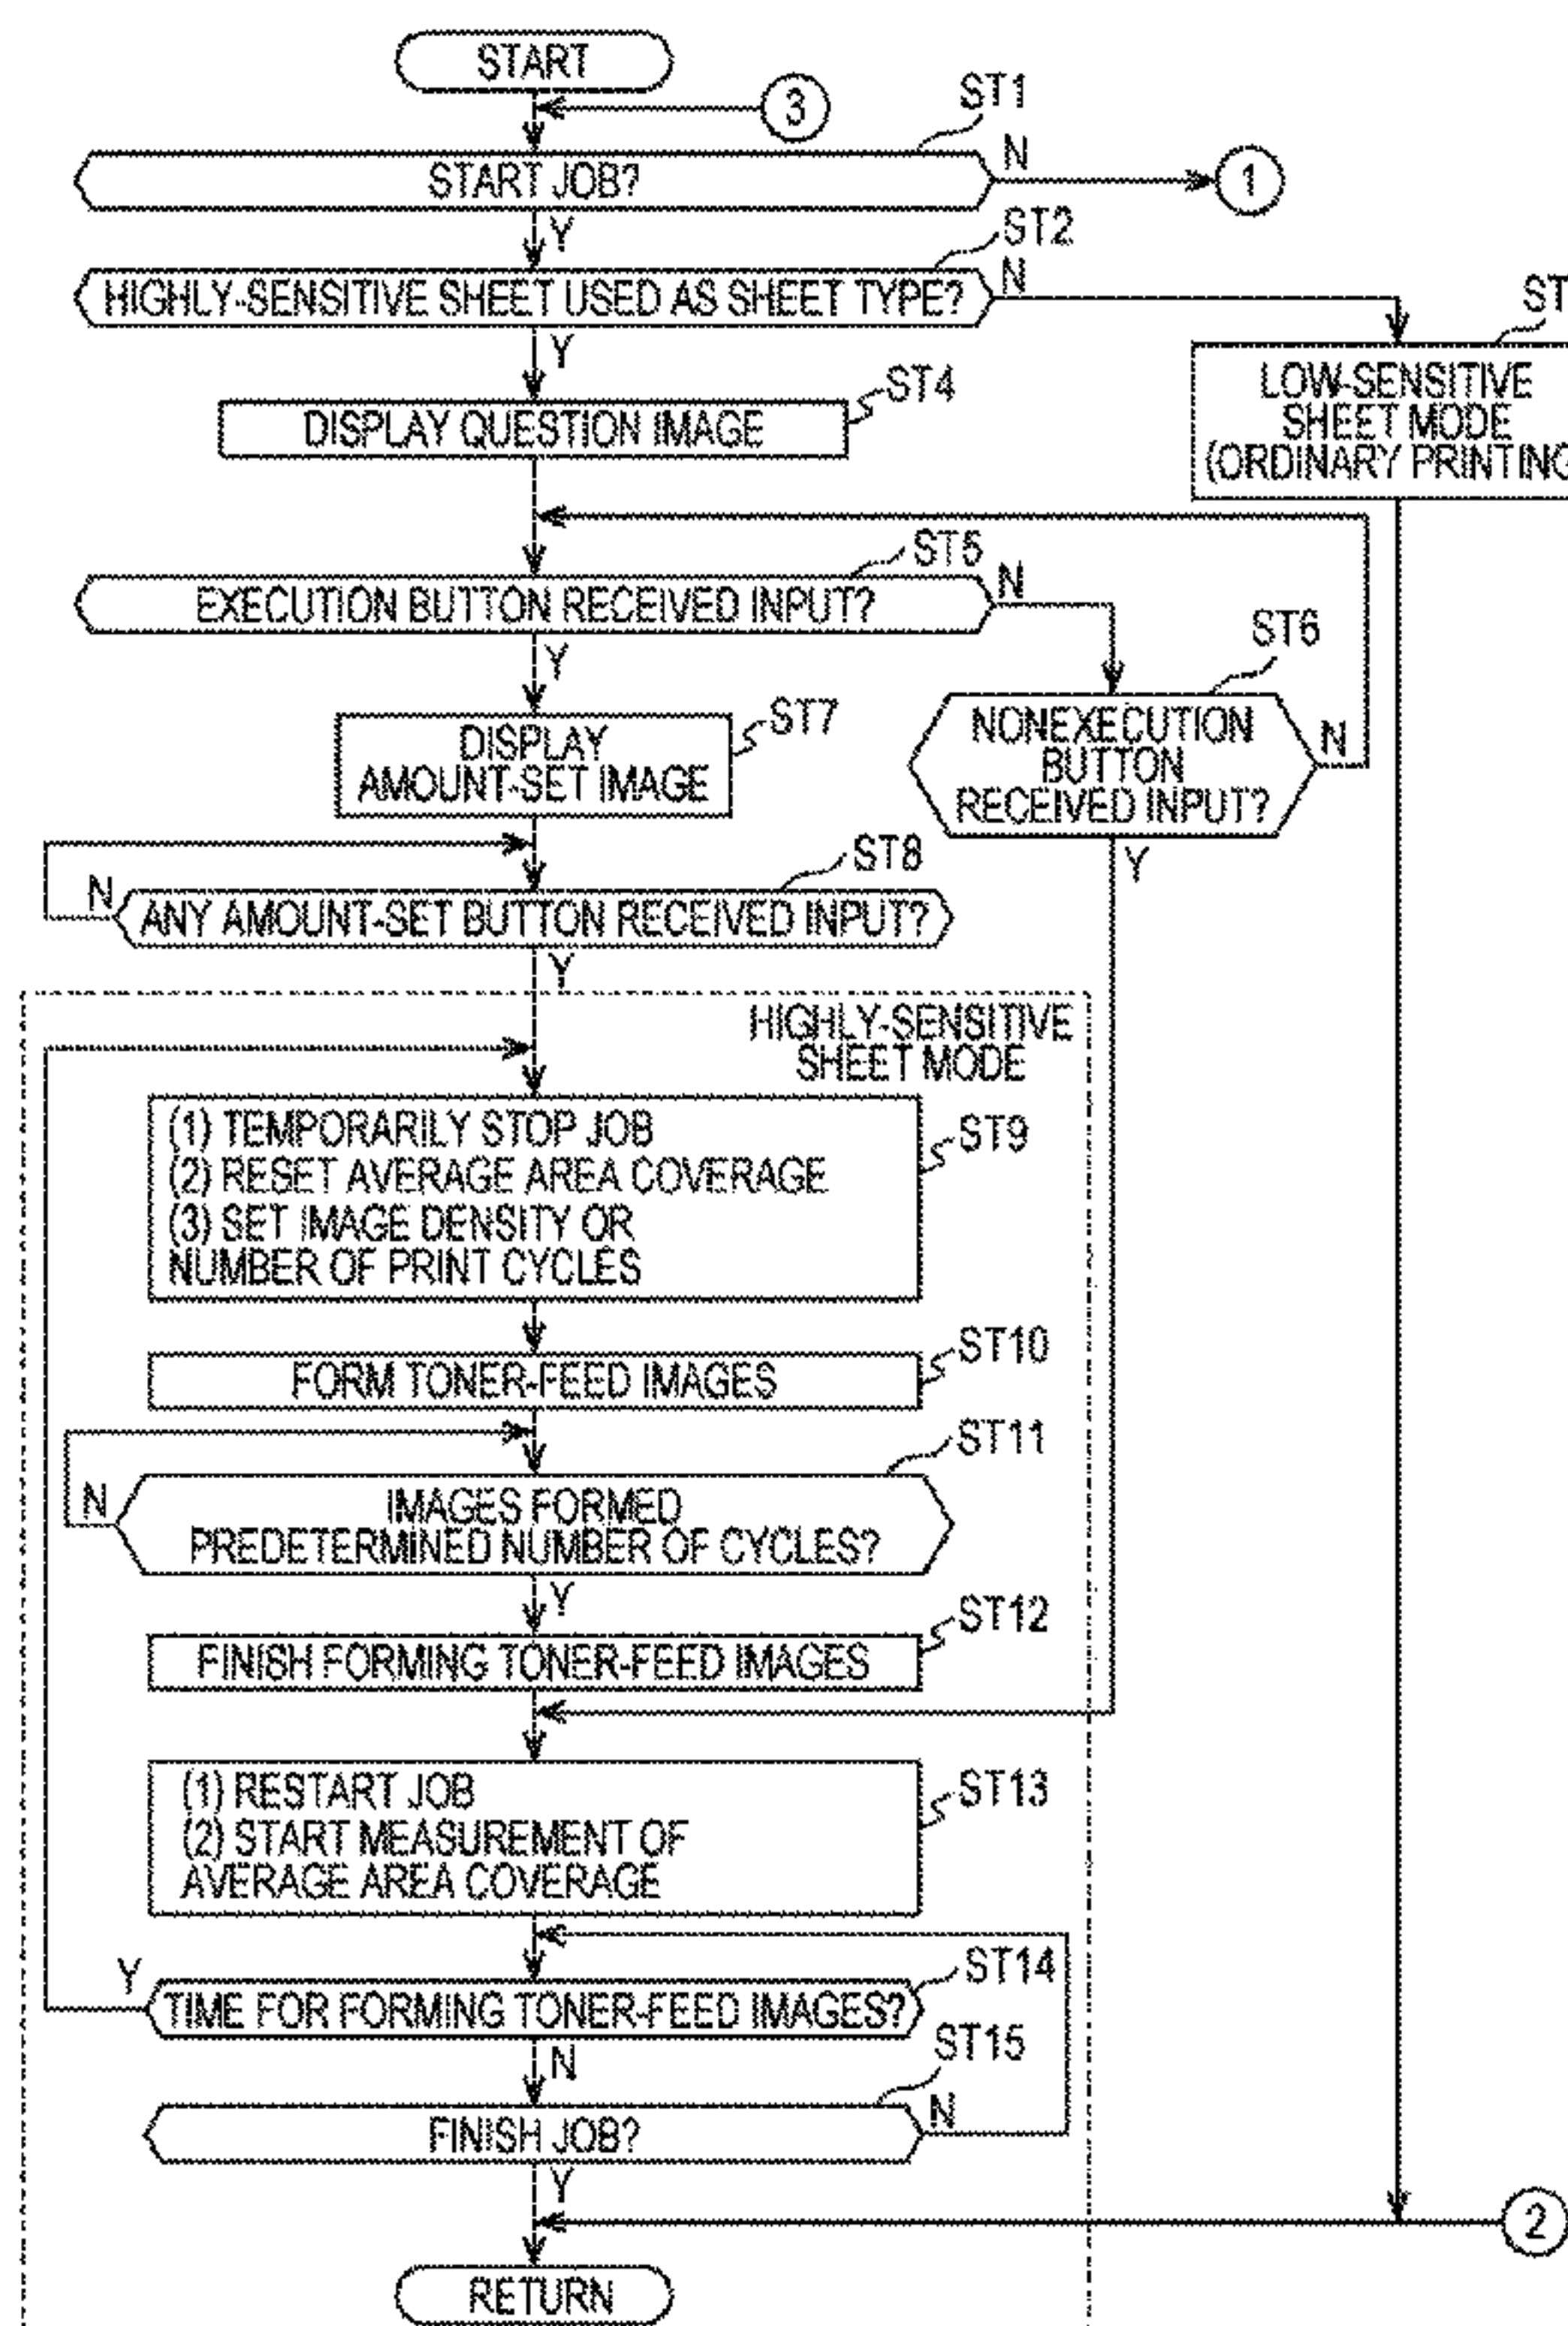 START
3
ST1
START JOB?
N
1
Y
ST2
HIGHLY-SENSITIVE SHEET USED AS SHEET TYPE?
N
ST
Y
LOW-SENSITIVE
SHEET MODE
(ORDINARY PRINTING
ST4
DISPLAY QUESTION IMAGE
ST5
EXECUTION BUTTON RECEIVED INPUT?
N
Y
ST6
NONEXECUTION
BUTTON
RECEIVED INPUT?
N
Y
ST7
DISPLAY
AMOUNT-SET IMAGE
ST8
N
ANY AMOUNT-SET BUTTON RECEIVED INPUT?
Y
HIGHLY-SENSITIVE
SHEET MODE
(1) TEMPORARILY STOP JOB
(2) RESET AVERAGE AREA COVERAGE
(3) SET IMAGE DENSITY OR
NUMBER OF PRINT CYCLES
ST9
FORM TONER-FEED IMAGES
ST10
ST11
N
IMAGES FORMED
PREDETERMINED NUMBER OF CYCLES?
Y
ST12
FINISH FORMING TONER-FEED IMAGES
(1) RESTART JOB
(2) START MEASUREMENT OF
AVERAGE AREA COVERAGE
ST13
Y
ST14
TIME FOR FORMING TONER-FEED IMAGES?
N
ST15
FINISH JOB?
N
Y
2
RETURN